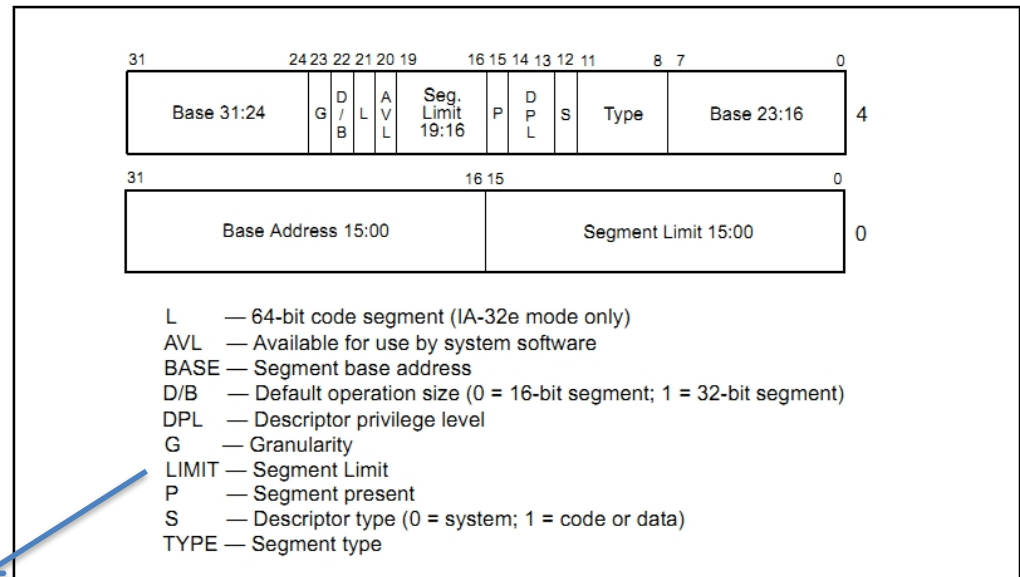 31 24 23 22 21 20 19 16 15 14 13 12 11 8 7 0
Base 31:24 G D/B L AVL Seg. Limit 19:16 P DPL S Type Base 23:16 4
31 16 15 0
Base Address 15:00 Segment Limit 15:00 0
L — 64-bit code segment (IA-32e mode only)
AVL — Available for use by system software
BASE — Segment base address
D/B — Default operation size (0 = 16-bit segment; 1 = 32-bit segment)
DPL — Descriptor privilege level
G — Granularity
LIMIT — Segment Limit
P — Segment present
S — Descriptor type (0 = system; 1 = code or data)
TYPE — Segment type